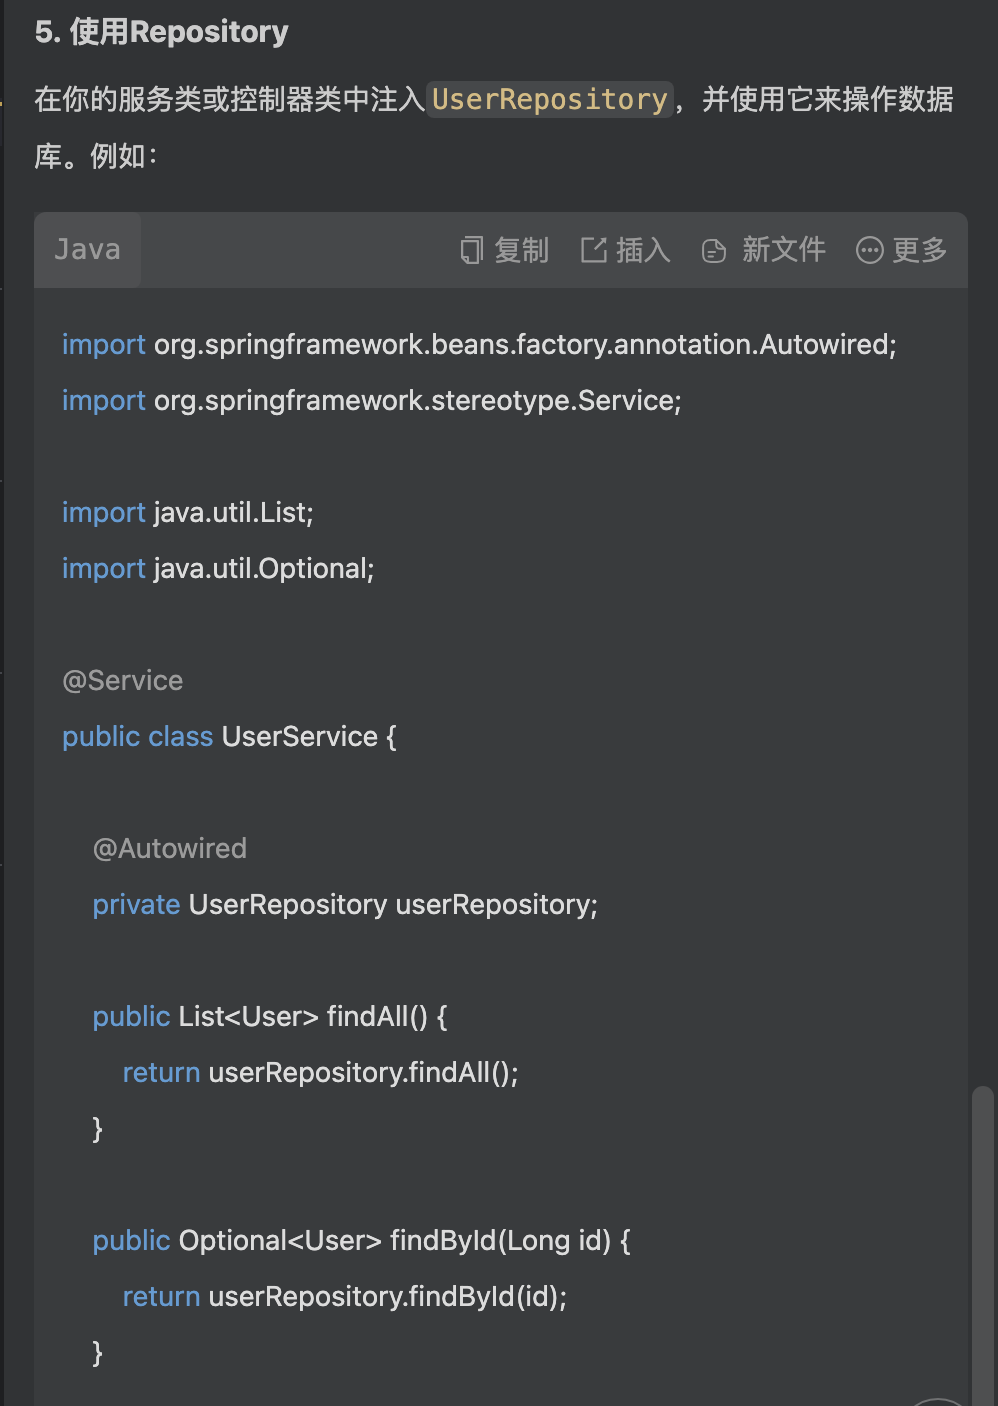 5. 使用Repository
在你的服务类或控制器类中注入UserRepository，并使用它来操作数据
库。例如：
Java 复制 插入 新文件 更多
import org.springframework.beans.factory.annotation.Autowired;
import org.springframework.stereotype.Service;
import java.util.List;
import java.util.Optional;
@Service
public class UserService {
@Autowired
private UserRepository userRepository;
public List<User> findAll() {
return userRepository.findAll();
}
public Optional<User> findById(Long id) {
return userRepository.findById(id);
}